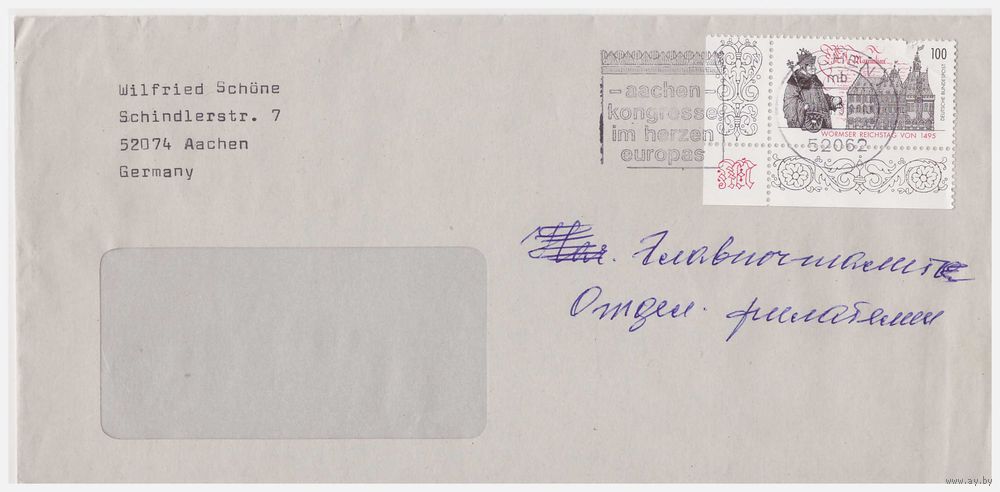 Wilfried Schöne
Schindlerstr. 7
52074 Aachen
Germany
- aachen -
kongresse
im herzen
europas
mb
52062
100
DEUTSCHE BUNDESPOST
WORMSER REICHSTAG VON 1495
Главпочтамт
Отдел. филателии
www.ay.by